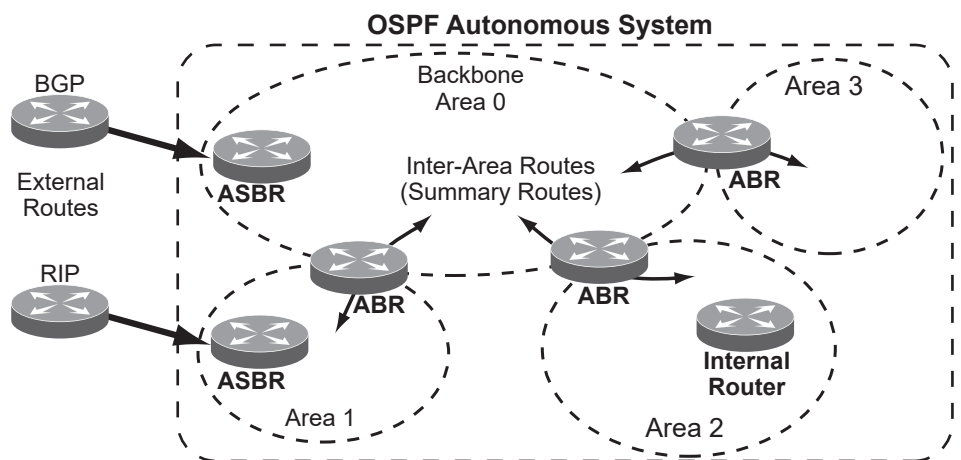 OSPF Autonomous System
BGP
Backbone
Area 0
Area 3
External
Routes
ASBR
Inter-Area Routes
(Summary Routes)
ABR
RIP
ABR
ABR
ASBR
Internal
Router
Area 1
Area 2